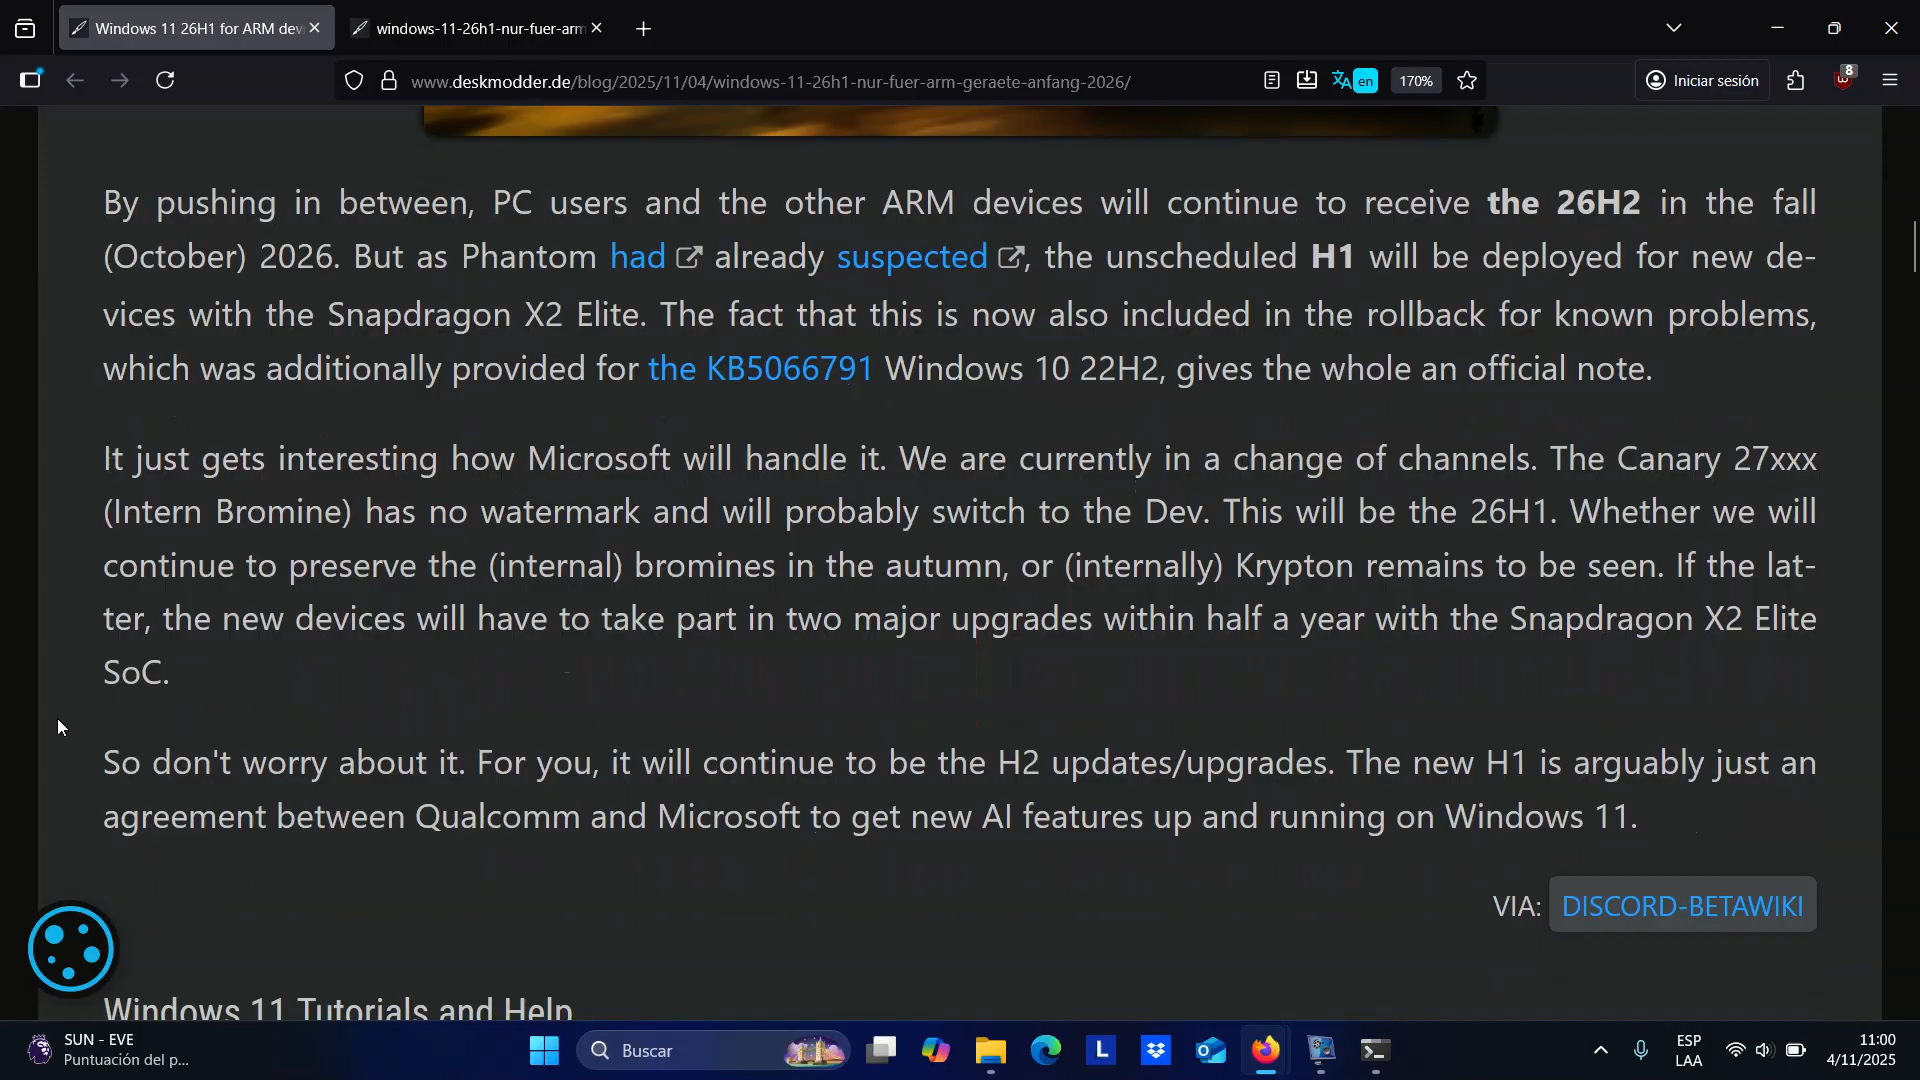 Windows 11 26H1 for ARM dev
windows-11-26h1-nur-fuer-arm
www.deskmodder.de/blog/2025/11/04/windows-11-26h1-nur-fuer-arm-geraete-anfang-2026/
en
170%
Iniciar sesión
8
By pushing in between, PC users and the other ARM devices will continue to receive the 26H2 in the fall
(October) 2026. But as Phantom had already suspected , the unscheduled H1 will be deployed for new de-
vices with the Snapdragon X2 Elite. The fact that this is now also included in the rollback for known problems,
which was additionally provided for the KB5066791 Windows 10 22H2, gives the whole an official note.
It just gets interesting how Microsoft will handle it. We are currently in a change of channels. The Canary 27xxx
(Intern Bromine) has no watermark and will probably switch to the Dev. This will be the 26H1. Whether we will
continue to preserve the (internal) bromines in the autumn, or (internally) Krypton remains to be seen. If the lat-
ter, the new devices will have to take part in two major upgrades within half a year with the Snapdragon X2 Elite
SoC.
So don't worry about it. For you, it will continue to be the H2 updates/upgrades. The new H1 is arguably just an
agreement between Qualcomm and Microsoft to get new AI features up and running on Windows 11.
VIA: DISCORD-BETAWIKI
Windows 11 Tutorials and Help
SUN - EVE
Puntuación del p...
Buscar
L
ESP
LAA
11:00
4/11/2025